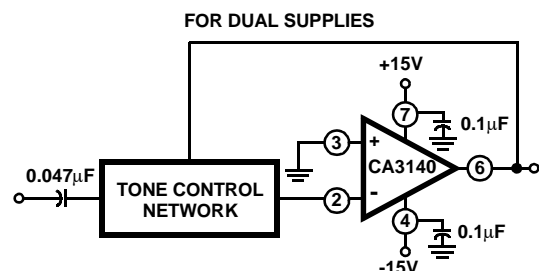 FOR DUAL SUPPLIES
+15V
7
0.1μF
3
+
CA3140
6
0.047μF
TONE CONTROL
NETWORK
2
-
4
0.1μF
-15V